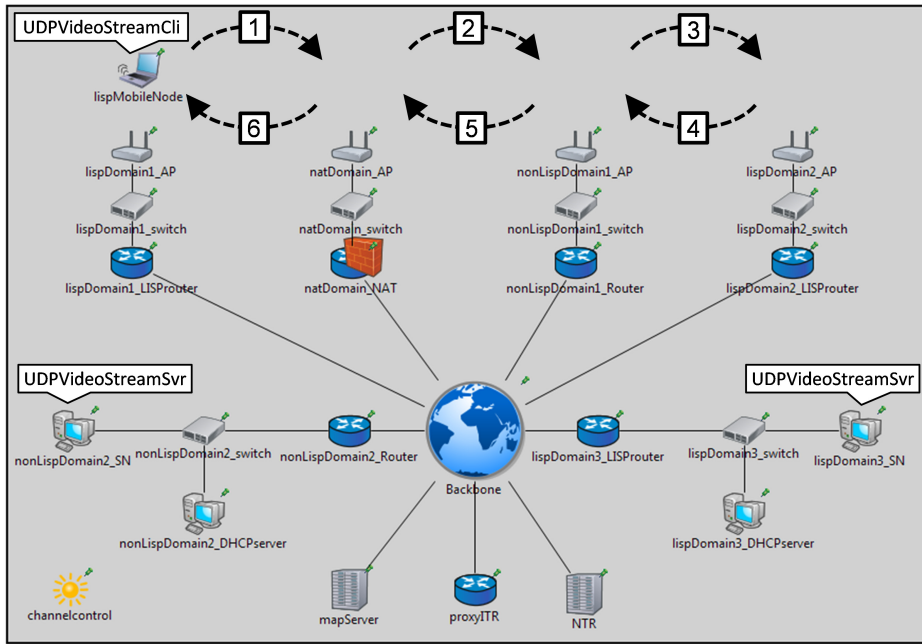 UDPVideoStreamCli
1
2
3
lispMobileNode
6
5
4
lispDomain1_AP
natDomain_AP
nonLispDomain1_AP
lispDomain2_AP
lispDomain1_switch
natDomain_switch
nonLispDomain1_switch
lispDomain2_switch
lispDomain1_LISProuter
natDomain_NAT
nonLispDomain1_Router
lispDomain2_LISProuter
UDPVideoStreamSvr
UDPVideoStreamSvr
nonLispDomain2_SN
nonLispDomain2_switch
nonLispDomain2_Router
Backbone
lispDomain3_LISProuter
lispDomain3_switch
lispDomain3_SN
nonLispDomain2_DHCPserver
lispDomain3_DHCPserver
channelcontrol
mapServer
proxyITR
NTR